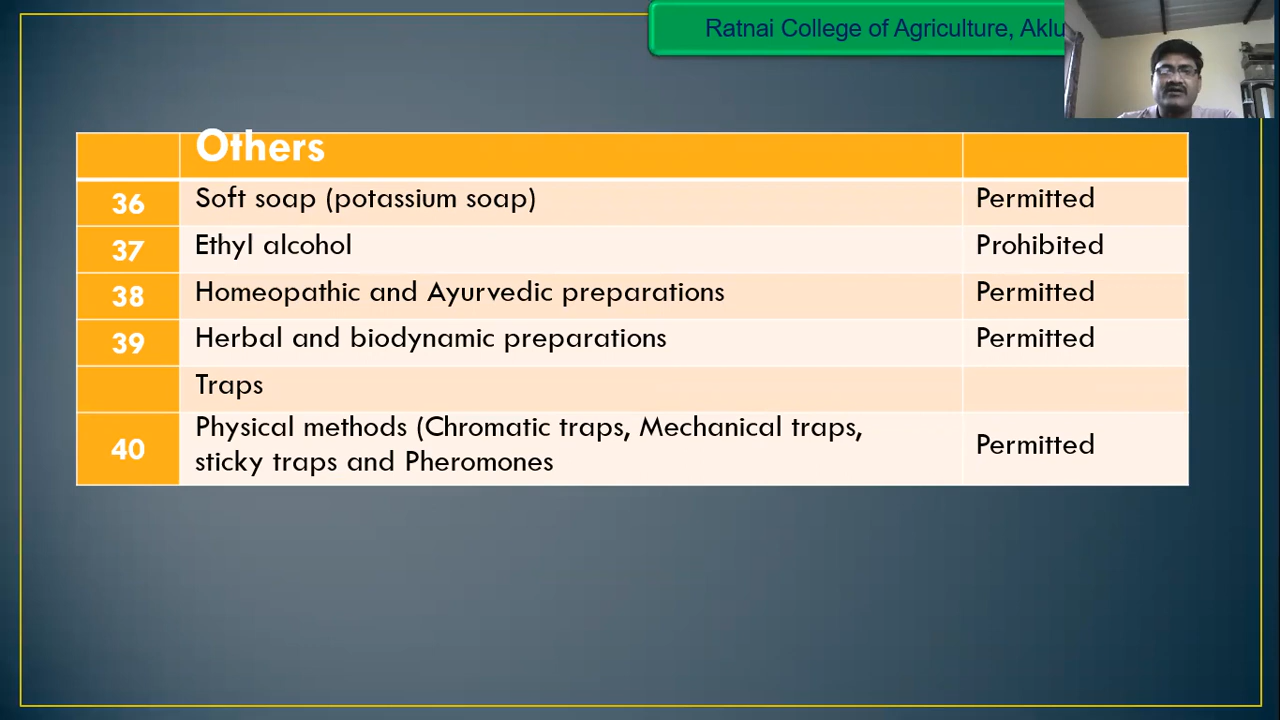 Ratnai College of Agriculture,
Others
36 Soft soap (potassium soap) Permitted
37 Ethyl alcohol Prohibited
38 Homeopathic and Ayurvedic preparations Permitted
39 Herbal and biodynamic preparations Permitted
Traps
40 Physical methods (Chromatic traps, Mechanical traps, Permitted
sticky traps and Pheromones